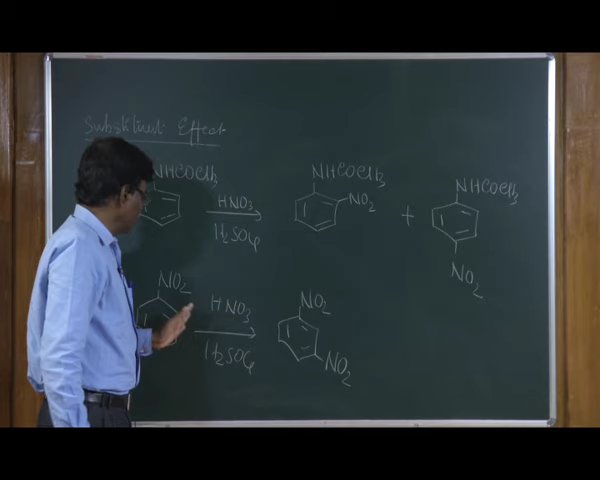 Substituent Effect
NHCOCH3 HNO3 H2SO4 NHCOCH3 NO2 + NHCOCH3 NO2
NO2 HNO3 H2SO4 NO2 NO2